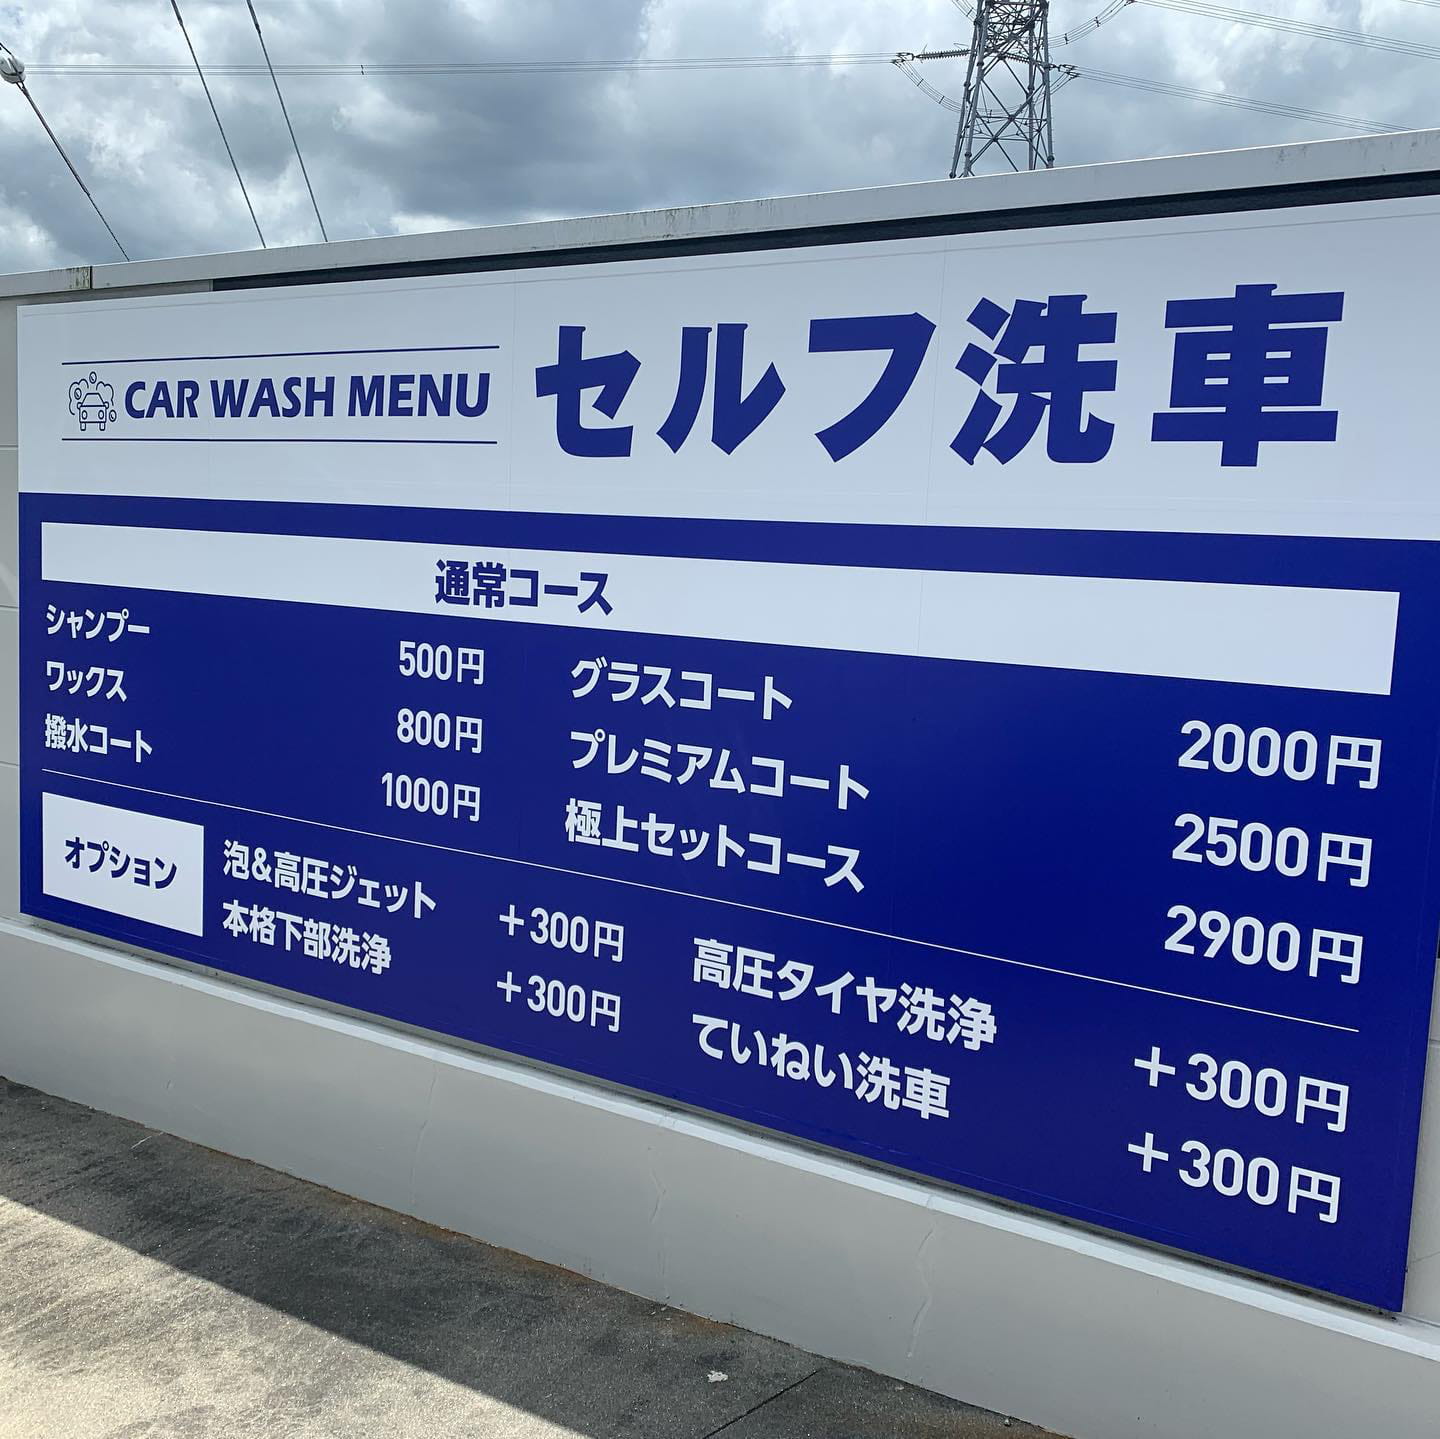 CAR WASH MENU セルフ洗車
通常コース
シャンプー 500円
ワックス 800円
撥水コート 1000円
グラスコート 2000円
プレミアムコート 2500円
極上セットコース 2900円
オプション
泡&高圧ジェット +300円
本格下部洗浄 +300円
高圧タイヤ洗浄 +300円
ていねい洗車 +300円